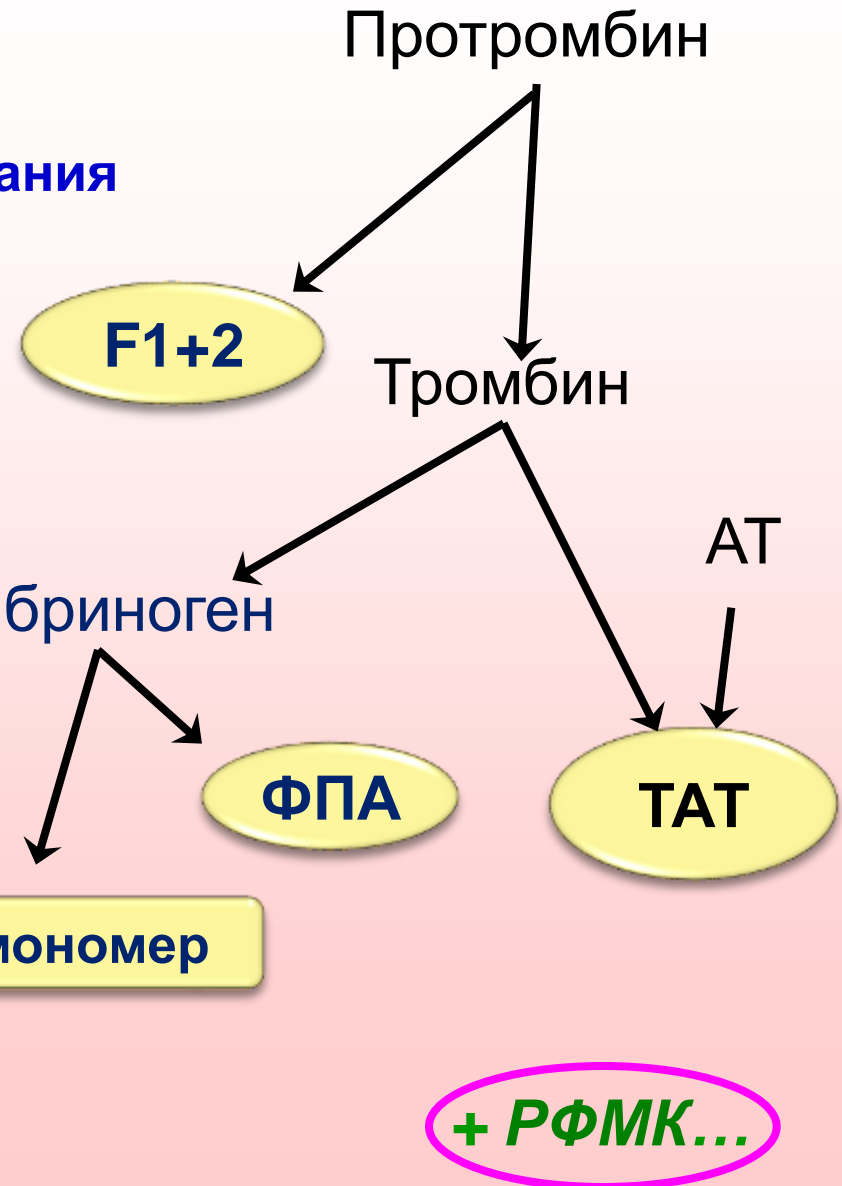 Протромбин
ания
F1+2
Тромбин
АТ
бриноген
ФПА
ТАТ
мономер
+ РФМК...